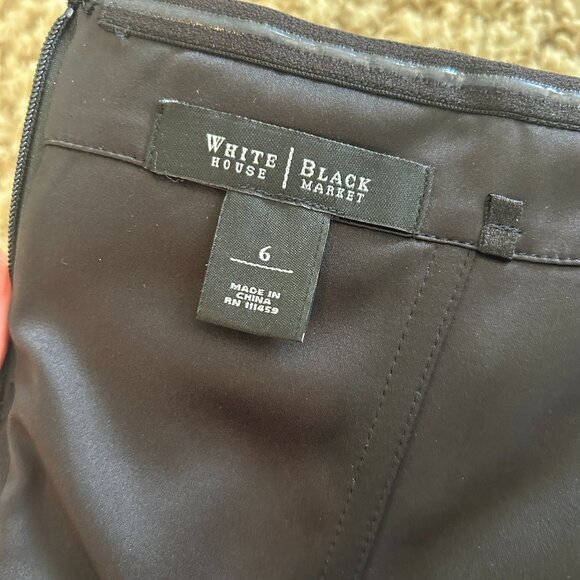 WHITE | BLACK
HOUSE | MARKET
6
MADE IN
CHINA
RN 111459